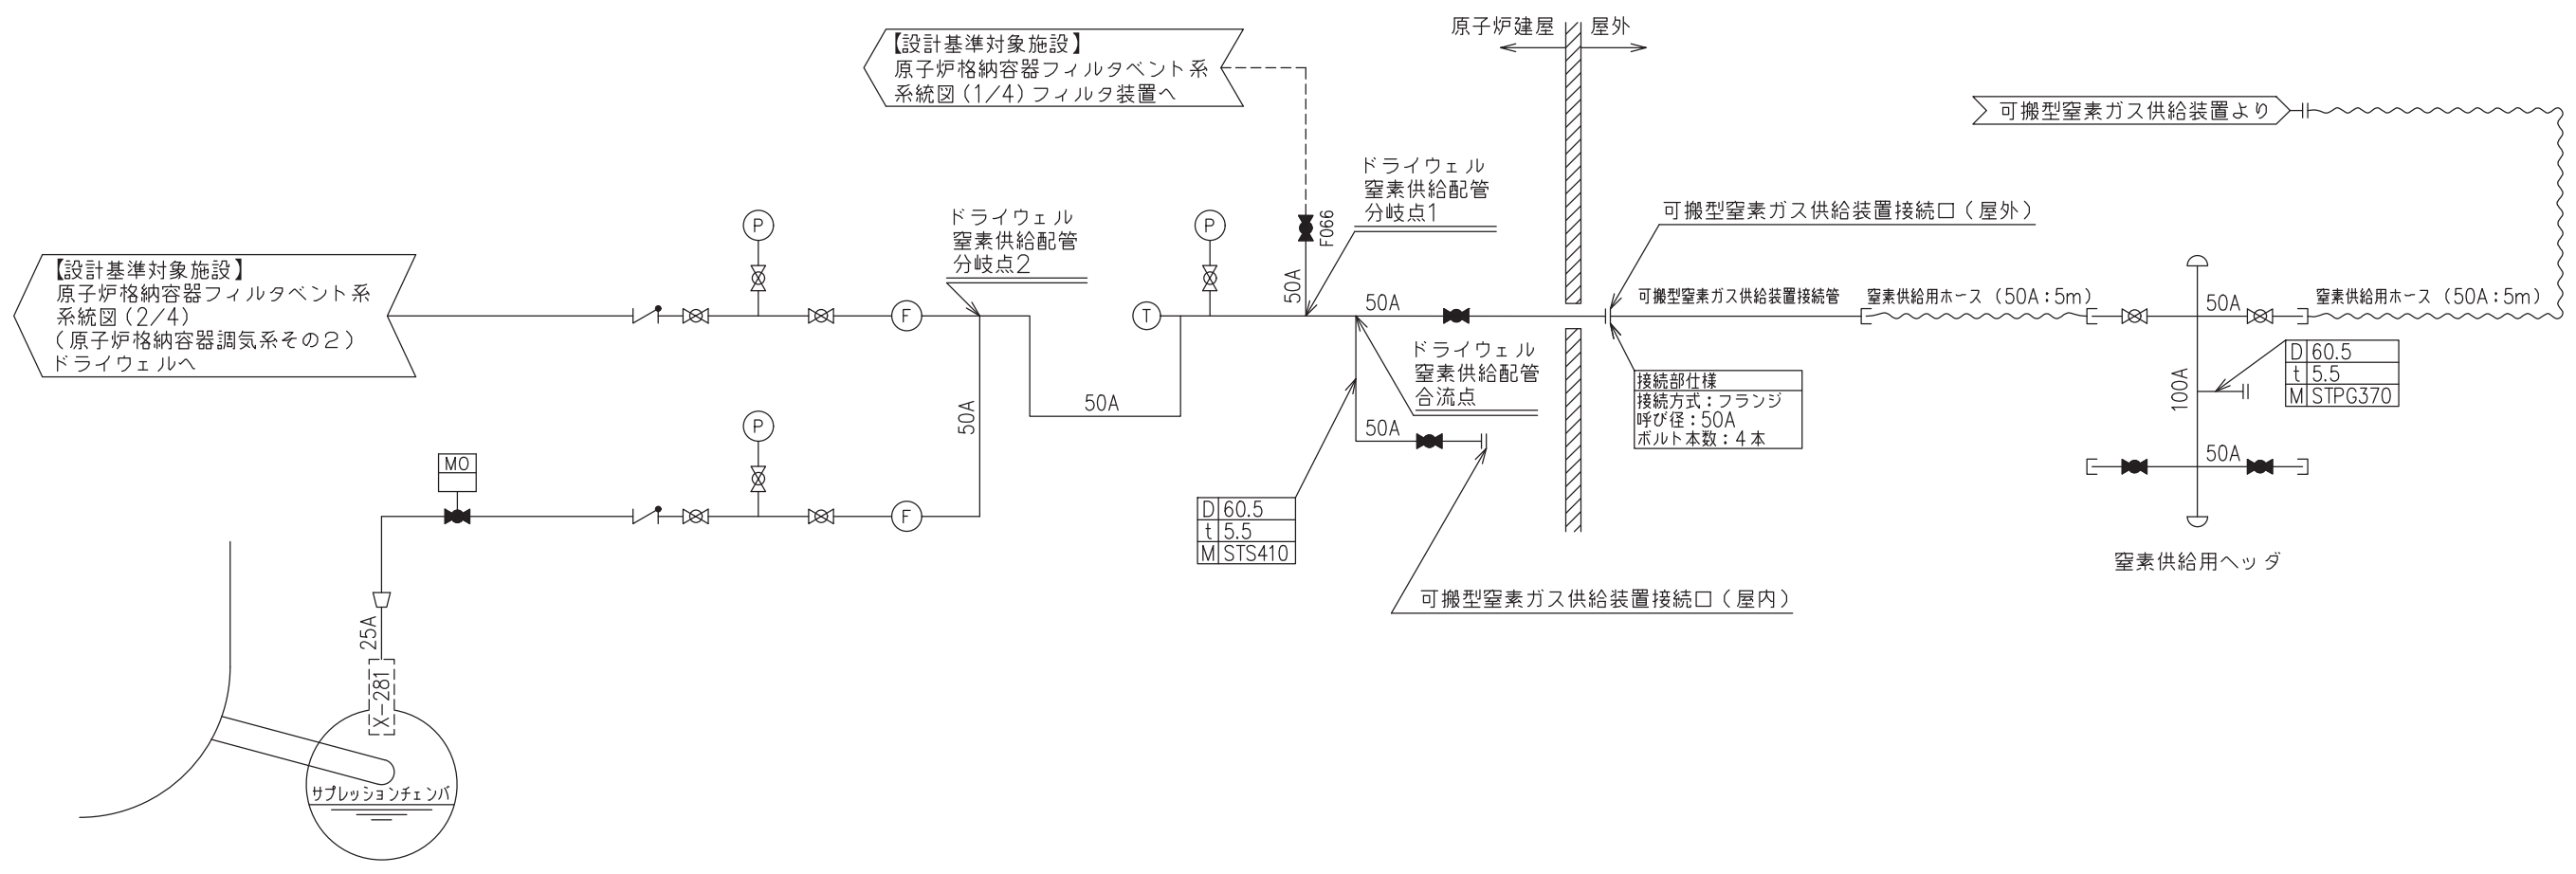 【設計基準対象施設】
原子炉格納容器フィルタベント系
系統図(1/4)フィルタ装置へ
原子炉建屋
屋外
可搬型窒素ガス供給装置より
ドライウェル
窒素供給配管
分岐点1
可搬型窒素ガス供給装置接続口(屋外)
P
ドライウェル
窒素供給配管
分岐点2
P
F066
50A
【設計基準対象施設】
原子炉格納容器フィルタベント系
系統図(2/4)
(原子炉格納容器調気系その2)
ドライウェルへ
F
T
50A
可搬型窒素ガス供給装置接続管
窒素供給用ホース(50A:5m)
50A
窒素供給用ホース(50A:5m)
50A
50A
ドライウェル
窒素供給配管
合流点
接続部仕様
接続方式:フランジ
呼び径:50A
ボルト本数:4本
100A
D 60.5
t 5.5
M STPG370
P
50A
50A
MO
F
D 60.5
t 5.5
M STS410
窒素供給用ヘッダ
可搬型窒素ガス供給装置接続口(屋内)
25A
X-281
サプレッションチェンバ